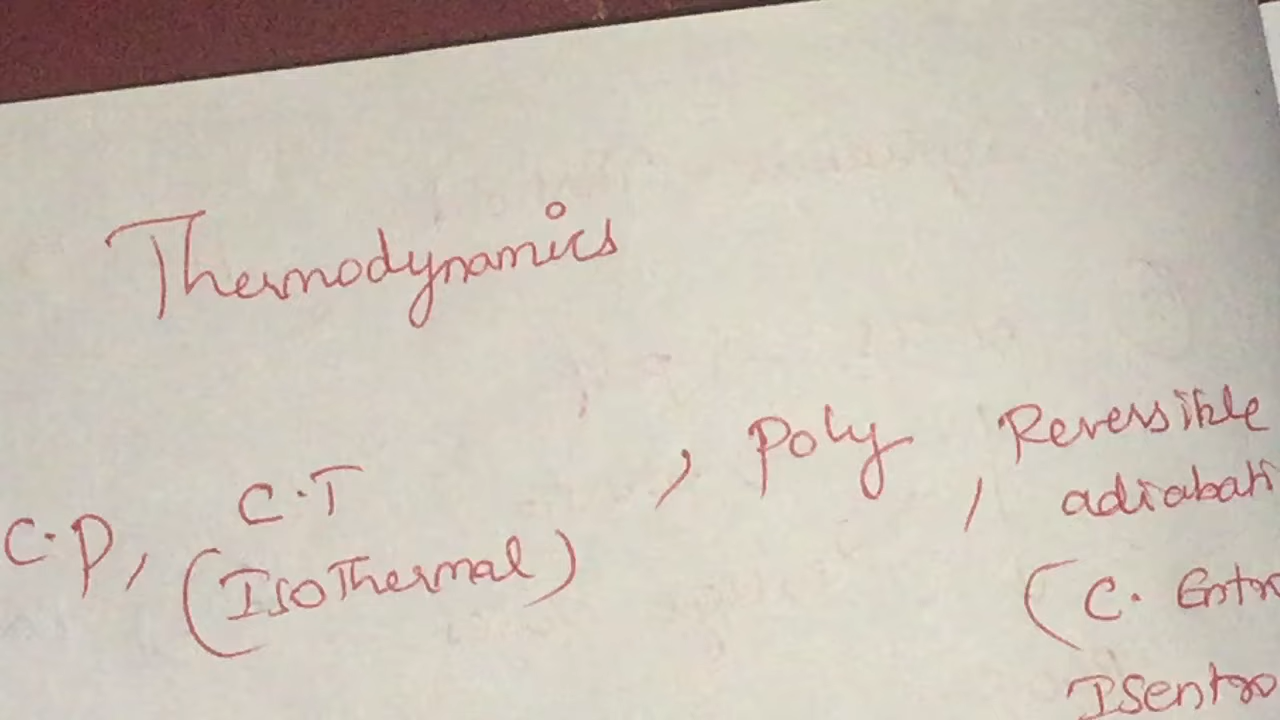 Thermodynamics
C.P, C.T , Poly , Reversible
(IsoThermal) adiabati
(C. Entro
Isentro